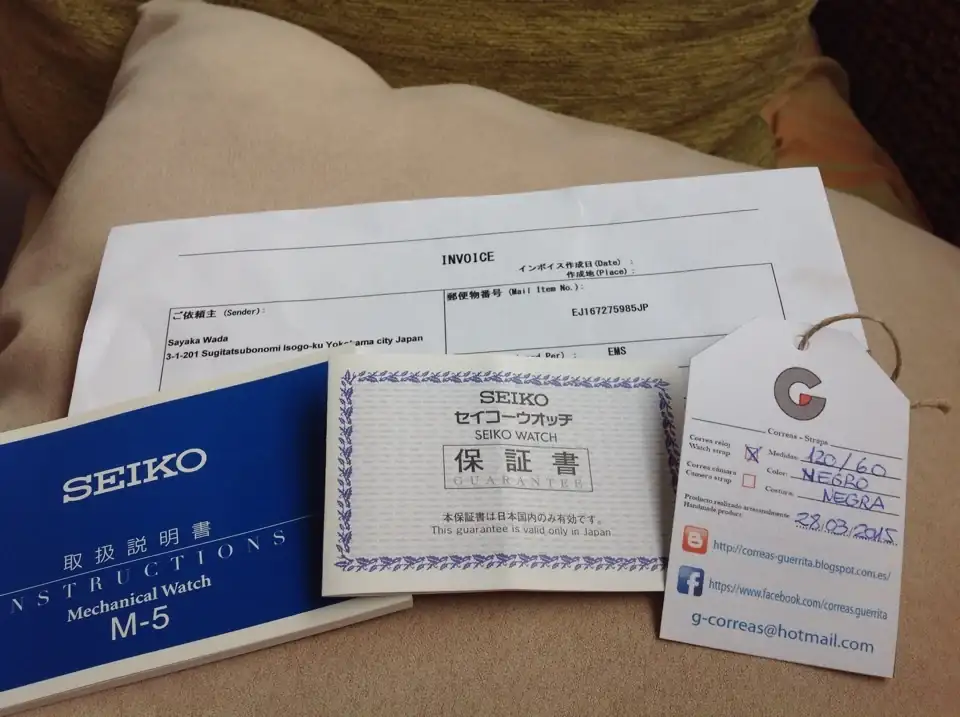 INVOICE
インボイス作成日(Date) :
作成地(Place) :
ご依頼主 (Sender):
郵便物番号 (Mail Item No.):
Sayaka Wada
3-1-201 Sugitatsubonomi Isogo-ku Yokohama city Japan
EJ167275985JP
Per) :
EMS
SEIKO
取扱説明書
NSTRUCTIONS
Mechanical Watch
M-5
SEIKO
セイコーウオッチ
SEIKO WATCH
保証書
GUARANTEE
本保証書は日本国内のみ有効です。
This guarantee is valid only in Japan.
G
Correas - Straps
Correa reloj
Watch strap
Medidas: 120/60
Correa cámara
Camera strap
Color: NEGRO
Costura: NEGRA
Producto realizado artesanalmente
Handmade product
28/03/2015
http://correas-guerrita.blogspot.com.es/
https://www.facebook.com/correas.guerrita
g-correas@hotmail.com